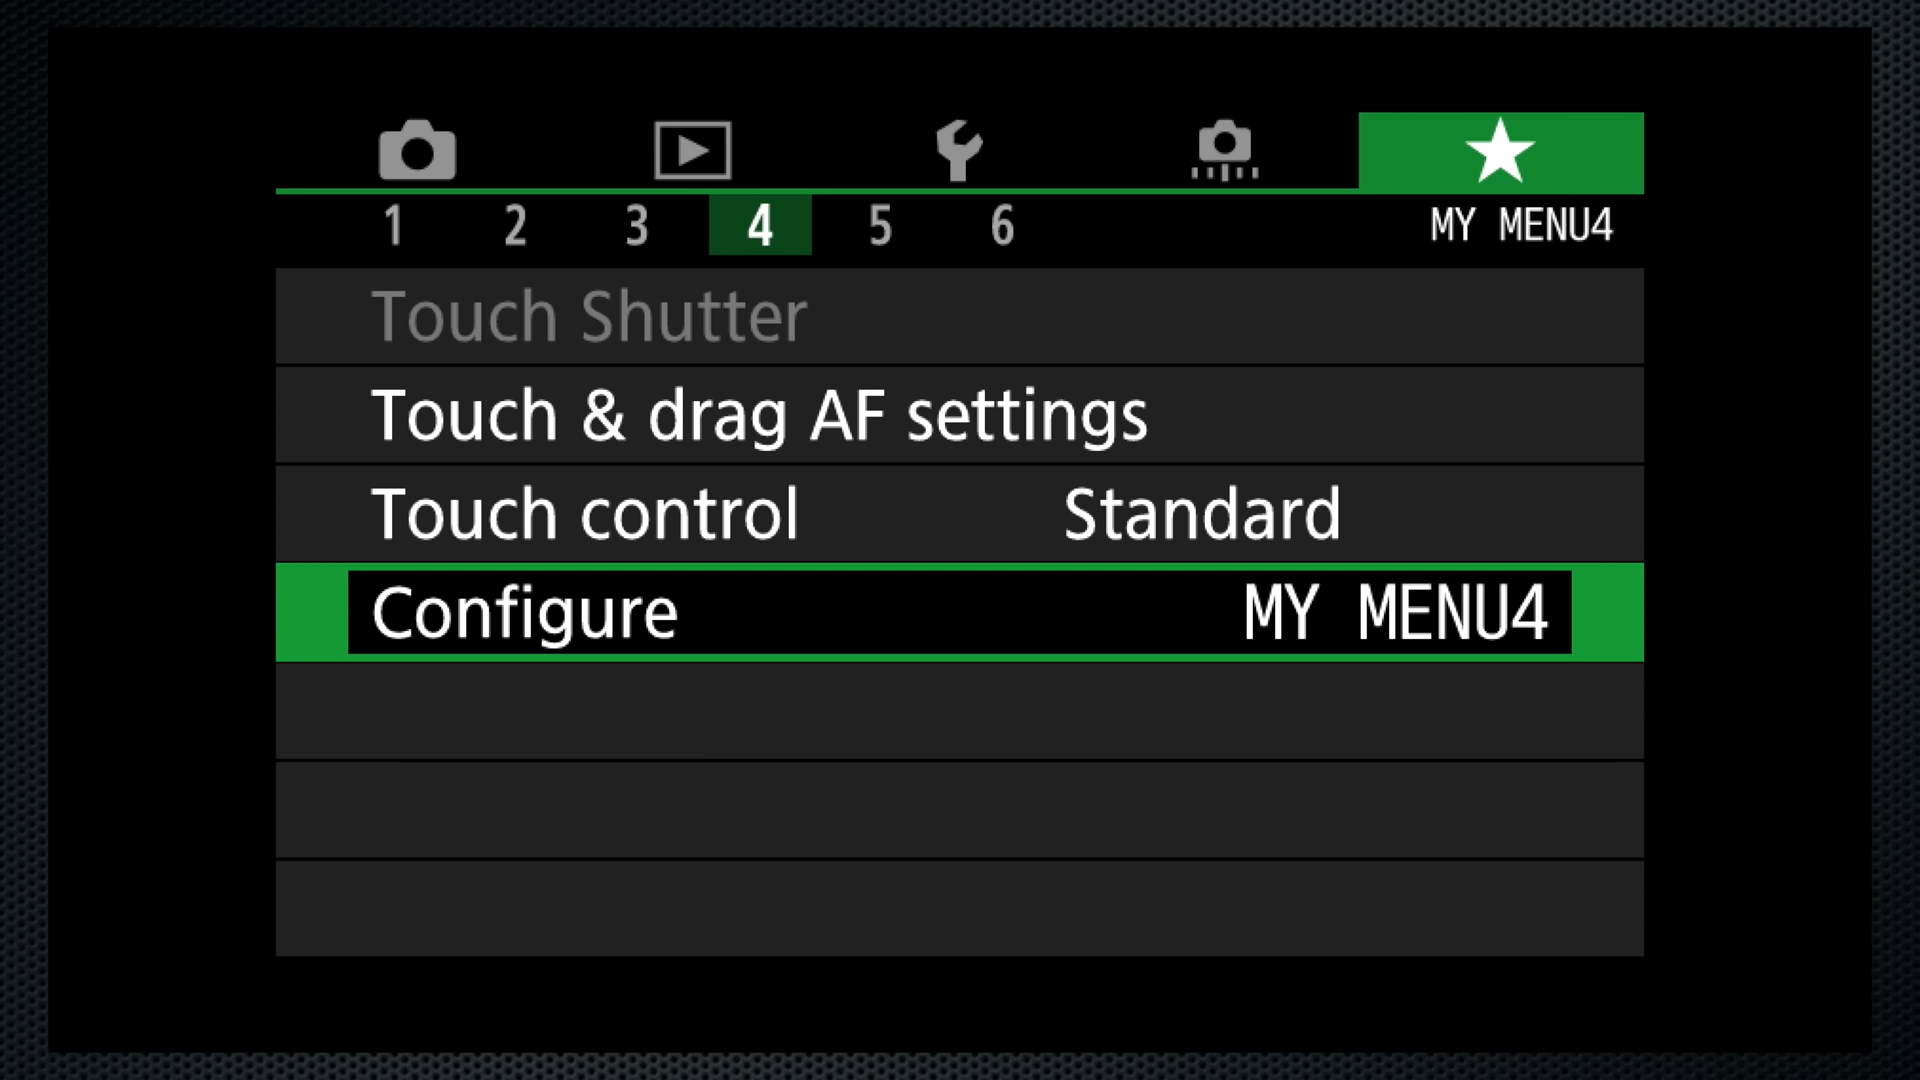 1 2 3 4 5 6 MY MENU4
Touch Shutter
Touch & drag AF settings
Touch control Standard
Configure MY MENU4